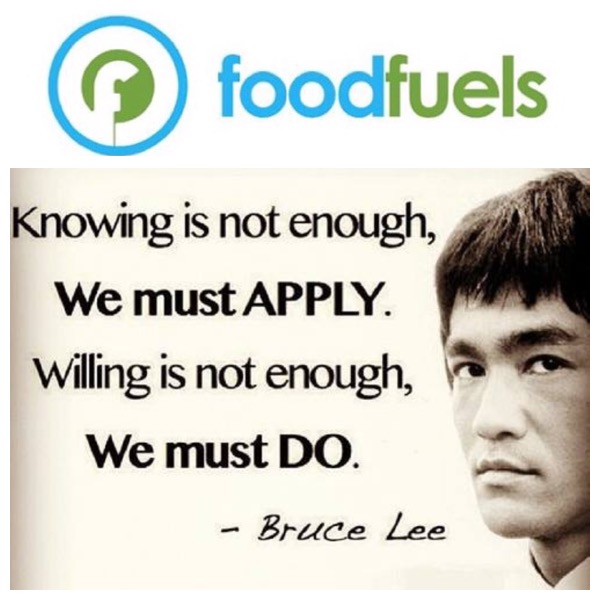 foodfuels
Knowing is not enough,
We must APPLY.
Willing is not enough,
We must DO.
- Bruce Lee